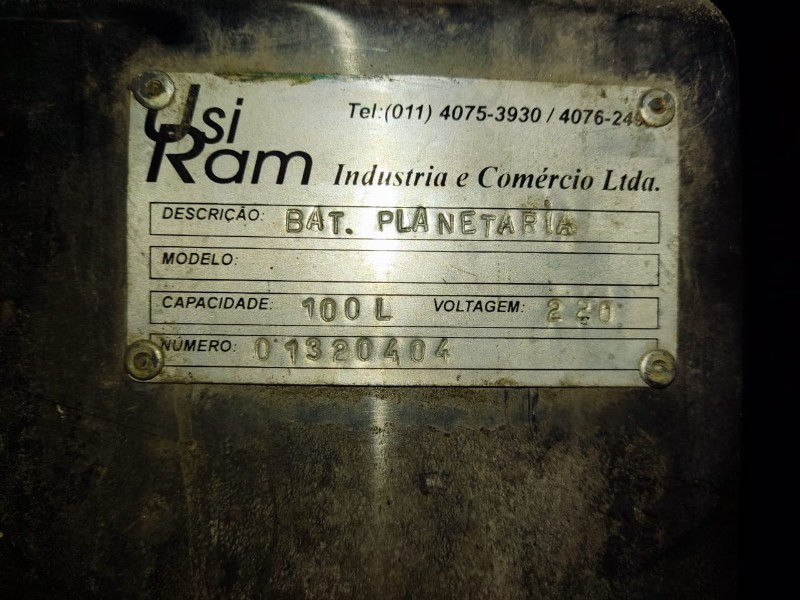 Usi
Ram
Tel:(011) 4075-3930 / 4076-24
Industria e Comércio Ltda.
DESCRIÇÃO: BAT. PLANETARIA
MODELO:
CAPACIDADE: 100L VOLTAGEM: 220
NÚMERO: 01320404